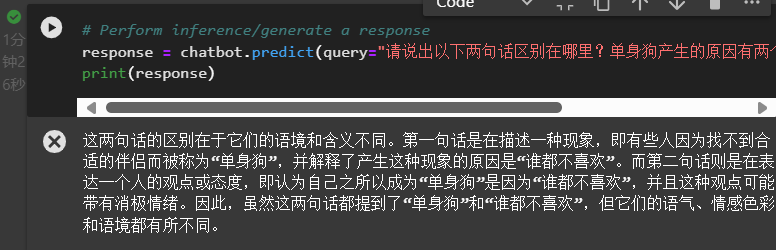 Code
1分
钟2
6秒
# Perform inference/generate a response
response = chatbot.predict(query="请说出以下两句话区别在哪里？单身狗产生的原因有两个
print(response)
这两句话的区别在于它们的语境和含义不同。第一句话是在描述一种现象，即有些人因为找不到合
适的伴侣而被称为“单身狗”，并解释了产生这种现象的原因是“谁都不喜欢”。而第二句话则是在表
达一个人的观点或态度，即认为自己之所以成为“单身狗”是因为“谁都不喜欢”，并且这种观点可能
带有消极情绪。因此，虽然这两句话都提到了“单身狗”和“谁都不喜欢”，但它们的语气、情感色彩
和语境都有所不同。